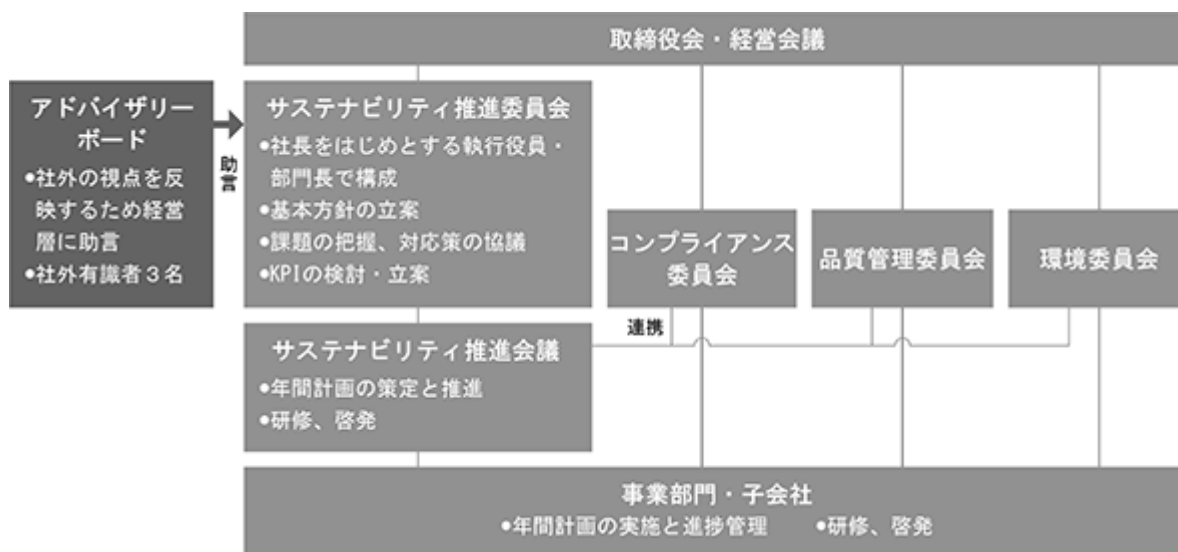 取締役会・経営会議
アドバイザリー
ボード
●社外の視点を反
映するため経営
層に助言
●社外有識者３名
助言
サステナビリティ推進委員会
●社長をはじめとする執行役員・
部門長で構成
●基本方針の立案
●課題の把握、対応策の協議
●KPIの検討・立案
コンプライアンス
委員会
品質管理委員会
環境委員会
連携
サステナビリティ推進会議
●年間計画の策定と推進
●研修、啓発
事業部門・子会社
●年間計画の実施と進捗管理　●研修、啓発